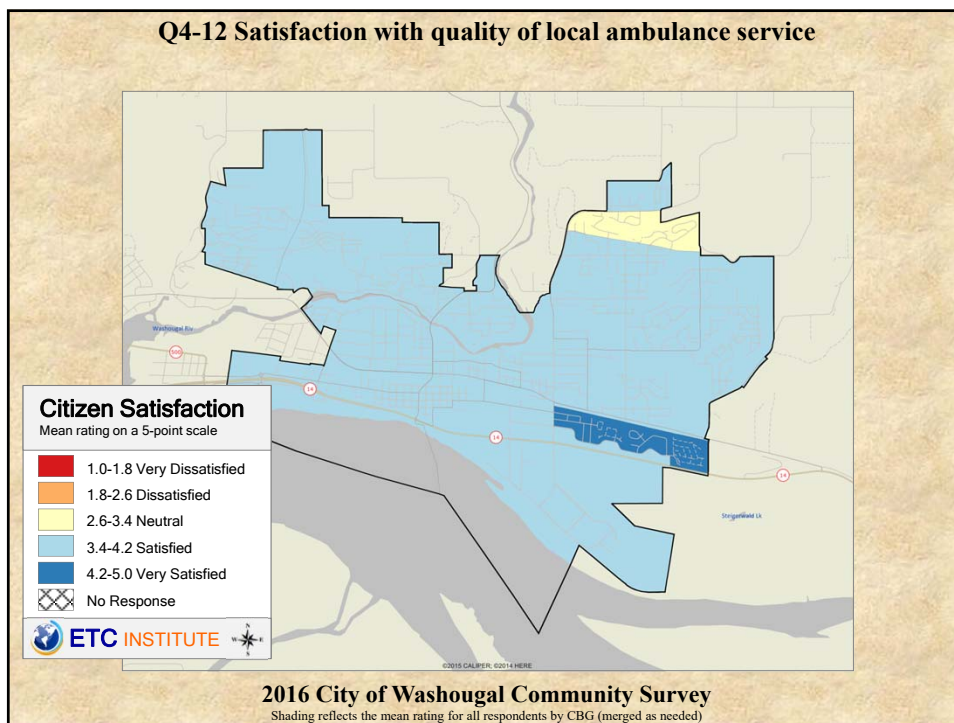 Q4-12 Satisfaction with quality of local ambulance service
Washougal Riv
500
14
14
14
Steigerwald Lk
Citizen Satisfaction
Mean rating on a 5-point scale
1.0-1.8 Very Dissatisfied
1.8-2.6 Dissatisfied
2.6-3.4 Neutral
3.4-4.2 Satisfied
4.2-5.0 Very Satisfied
No Response
ETC INSTITUTE
N
W E
S
©2015 CALIPER; ©2014 HERE
2016 City of Washougal Community Survey
Shading reflects the mean rating for all respondents by CBG (merged as needed)